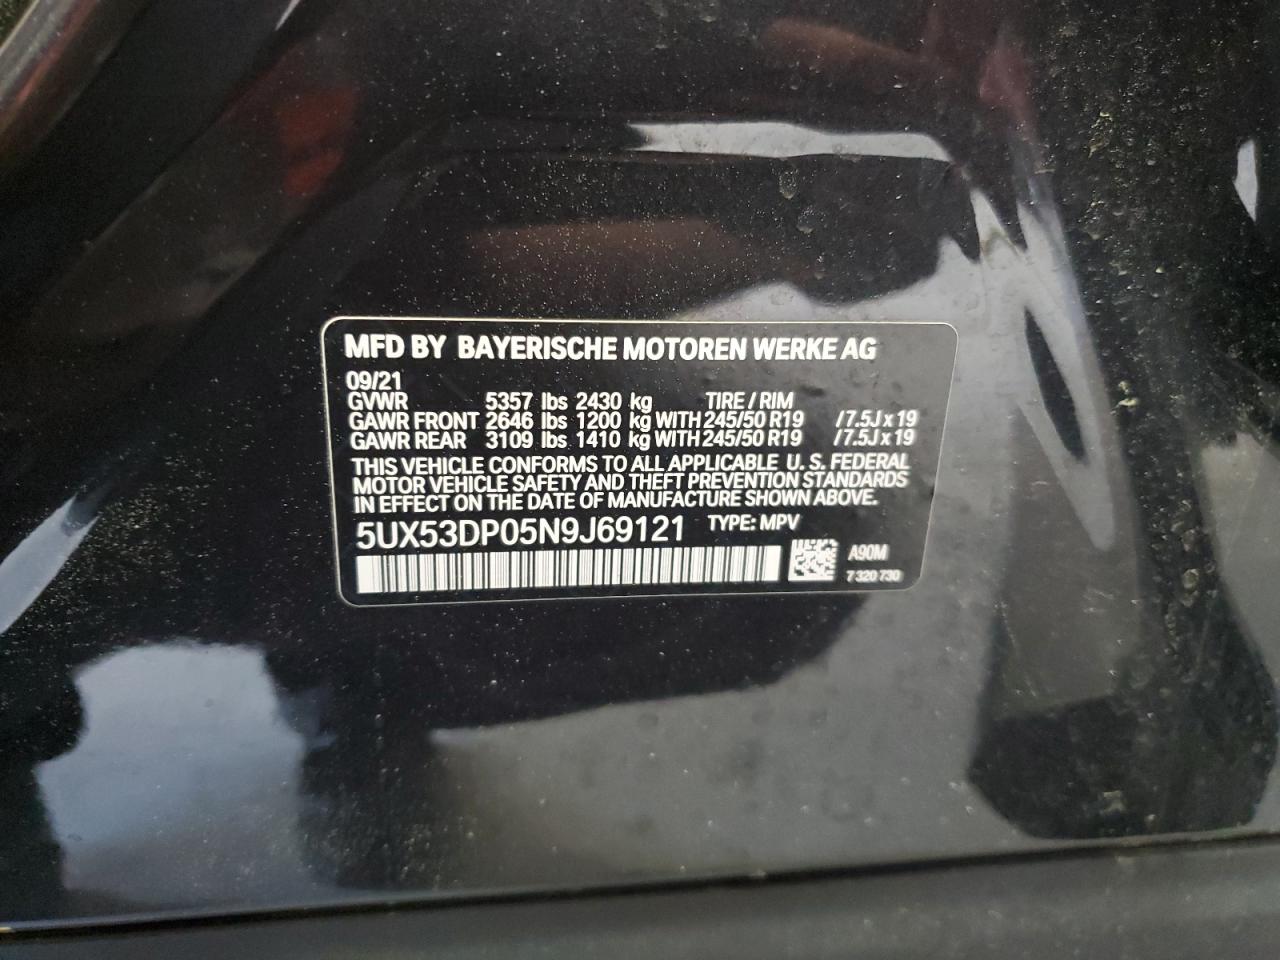 MFD BY BAYERISCHE MOTOREN WERKE AG
09/21
GVWR 5357 lbs 2430 kg TIRE / RIM
GAWR FRONT 2646 lbs 1200 kg WITH 245/50 R19 /7.5J x 19
GAWR REAR 3109 lbs 1410 kg WITH 245/50 R19 /7.5J x 19
THIS VEHICLE CONFORMS TO ALL APPLICABLE U. S. FEDERAL
MOTOR VEHICLE SAFETY AND THEFT PREVENTION STANDARDS
IN EFFECT ON THE DATE OF MANUFACTURE SHOWN ABOVE.
5UX53DP05N9J69121 TYPE: MPV
A90M
7 320 730